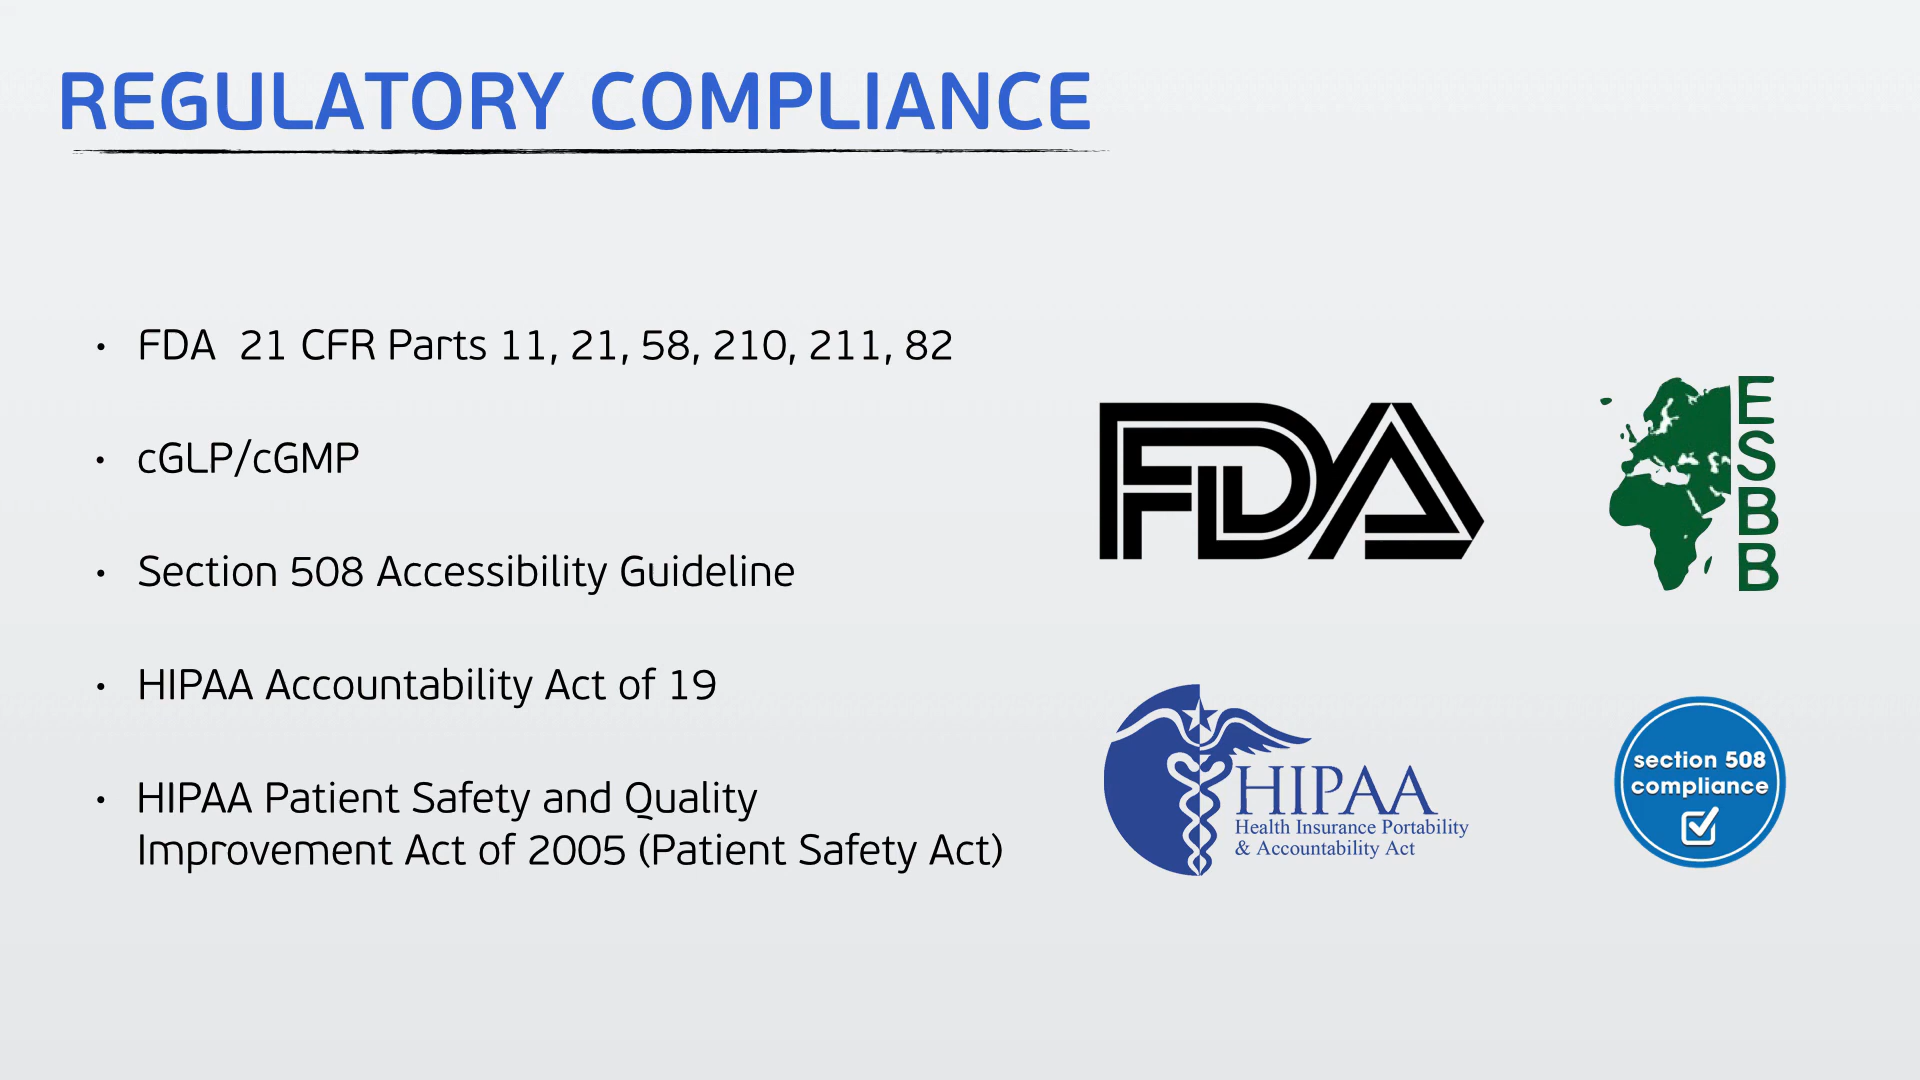 REGULATORY COMPLIANCE
• FDA  21 CFR Parts 11, 21, 58, 210, 211, 82
• cGLP/cGMP
• Section 508 Accessibility Guideline
• HIPAA Accountability Act of 19
• HIPAA Patient Safety and Quality
Improvement Act of 2005 (Patient Safety Act)
FDA
ESBB
HIPAA
Health Insurance Portability
& Accountability Act
section 508
compliance